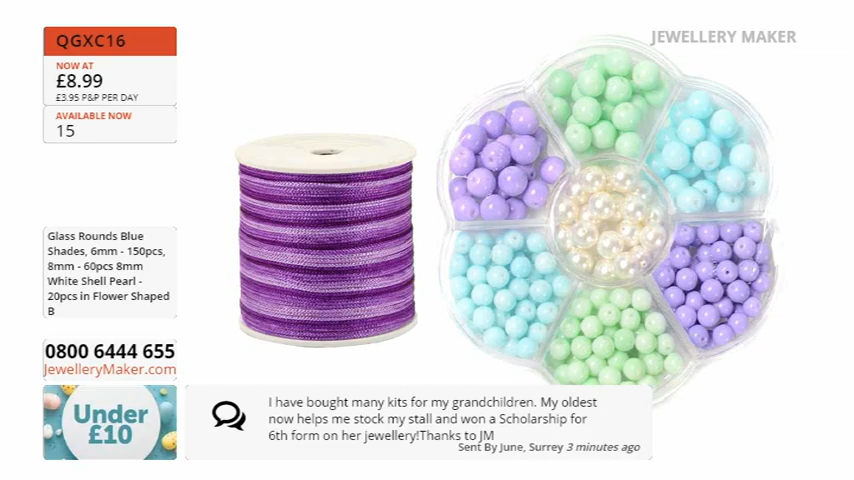 QGXC16
NOW AT
£8.99
£3.95 P&P PER DAY
AVAILABLE NOW
15
JEWELLERY MAKER
Glass Rounds Blue
Shades, 6mm - 150pcs,
8mm - 60pcs 8mm
White Shell Pearl -
20pcs in Flower Shaped
B
0800 6444 655
JewelleryMaker.com
Under
£10
I have bought many kits for my grandchildren. My oldest
now helps me stock my stall and won a Scholarship for
6th form on her jewellery!Thanks to JM
Sent By June, Surrey 3 minutes ago